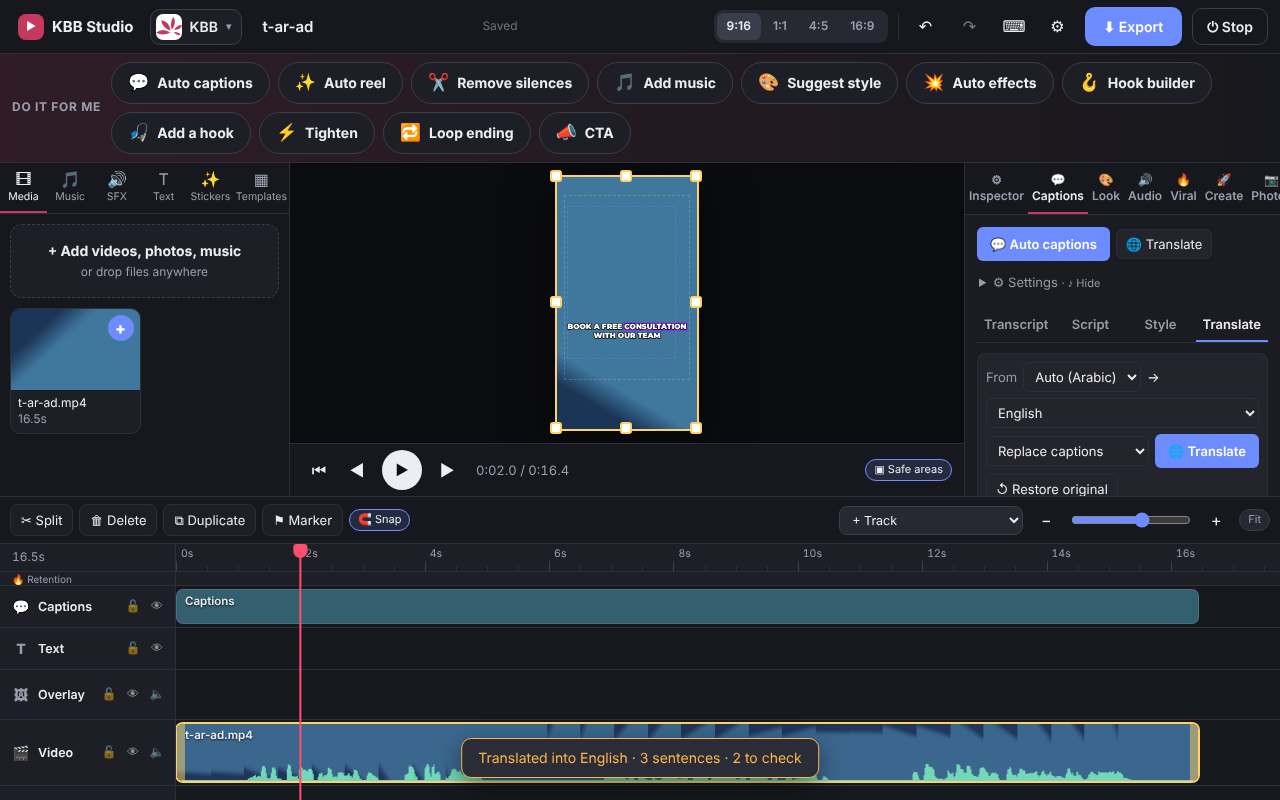 KBB Studio
KBB
t-ar-ad
Saved
9:16 1:1 4:5 16:9
Export
Stop
DO IT FOR ME
Auto captions
Auto reel
Remove silences
Add music
Suggest style
Auto effects
Hook builder
Add a hook
Tighten
Loop ending
CTA
Media Music SFX Text Stickers Templates
+ Add videos, photos, music
or drop files anywhere
t-ar-ad.mp4
16.5s
BOOK A FREE CONSULTATION
WITH OUR TEAM
0:02.0 / 0:16.4
Safe areas
Inspector Captions Look Audio Viral Create
Auto captions
Translate
Settings · ♪ Hide
Transcript Script Style Translate
From Auto (Arabic) →
English
Replace captions
Translate
Restore original
Split
Delete
Duplicate
Marker
Snap
+ Track
Fit
16.5s
0s 2s 4s 6s 8s 10s 12s 14s 16s
Retention
Captions
Captions
Text
Overlay
Video
t-ar-ad.mp4
Translated into English · 3 sentences · 2 to check